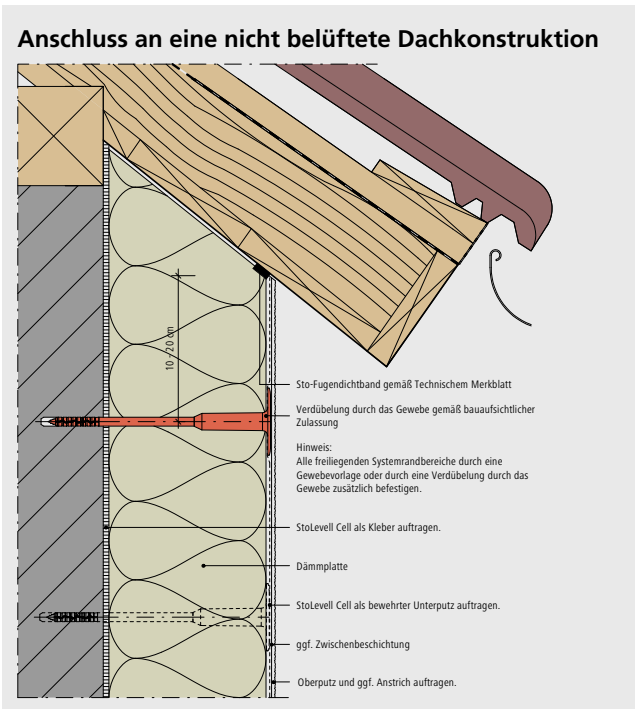 Anschluss an eine nicht belüftete Dachkonstruktion
10 - 20 cm
Sto-Fugendichtband gemäß Technischem Merkblatt
Verdübelung durch das Gewebe gemäß bauaufsichtlicher
Zulassung
Hinweis:
Alle freiliegenden Systemrandbereiche durch eine
Gewebevorlage oder durch eine Verdübelung durch das
Gewebe zusätzlich befestigen.
StoLevell Cell als Kleber auftragen.
Dämmplatte
StoLevell Cell als bewehrter Unterputz auftragen.
ggf. Zwischenbeschichtung
Oberputz und ggf. Anstrich auftragen.